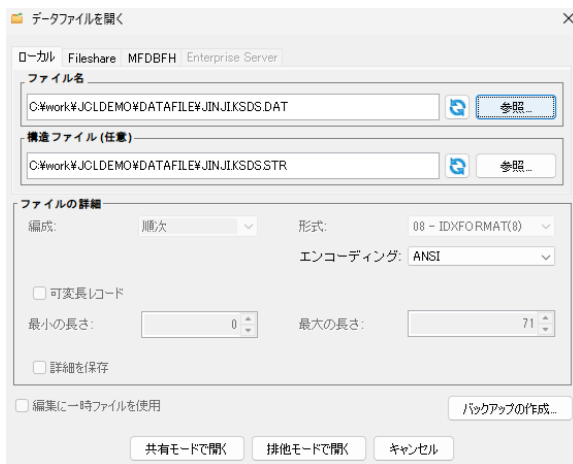 データファイルを開く
ローカル Fileshare MFDBFH Enterprise Server
ファイル名
C:¥work¥JCLDEMO¥DATAFILE¥JINJI.KSDS.DAT 参照...
構造ファイル (任意)
C:¥work¥JCLDEMO¥DATAFILE¥JINJI.KSDS.STR 参照...
ファイルの詳細
編成: 順次 形式: 08 - IDXFORMAT(8)
エンコーディング: ANSI
可変長レコード
最小の長さ: 0 最大の長さ: 71
詳細を保存
編集に一時ファイルを使用 バックアップの作成...
共有モードで開く 排他モードで開く キャンセル